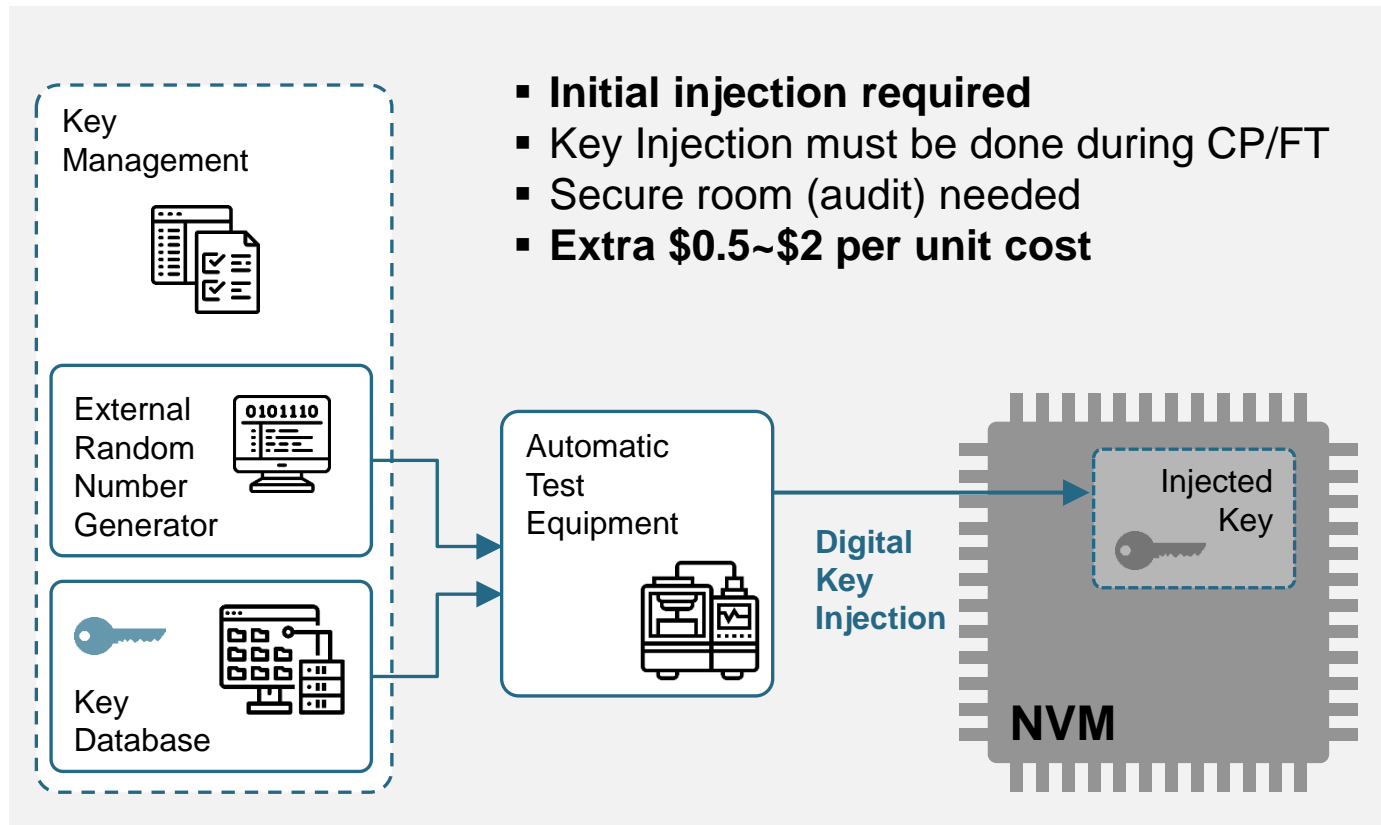 Key
Management
▪ Initial injection required
▪ Key Injection must be done during CP/FT
▪ Secure room (audit) needed
▪ Extra $0.5~$2 per unit cost
External
Random
Number
Generator
0101110
Key
Database
Automatic
Test
Equipment
Digital
Key
Injection
Injected
Key
NVM